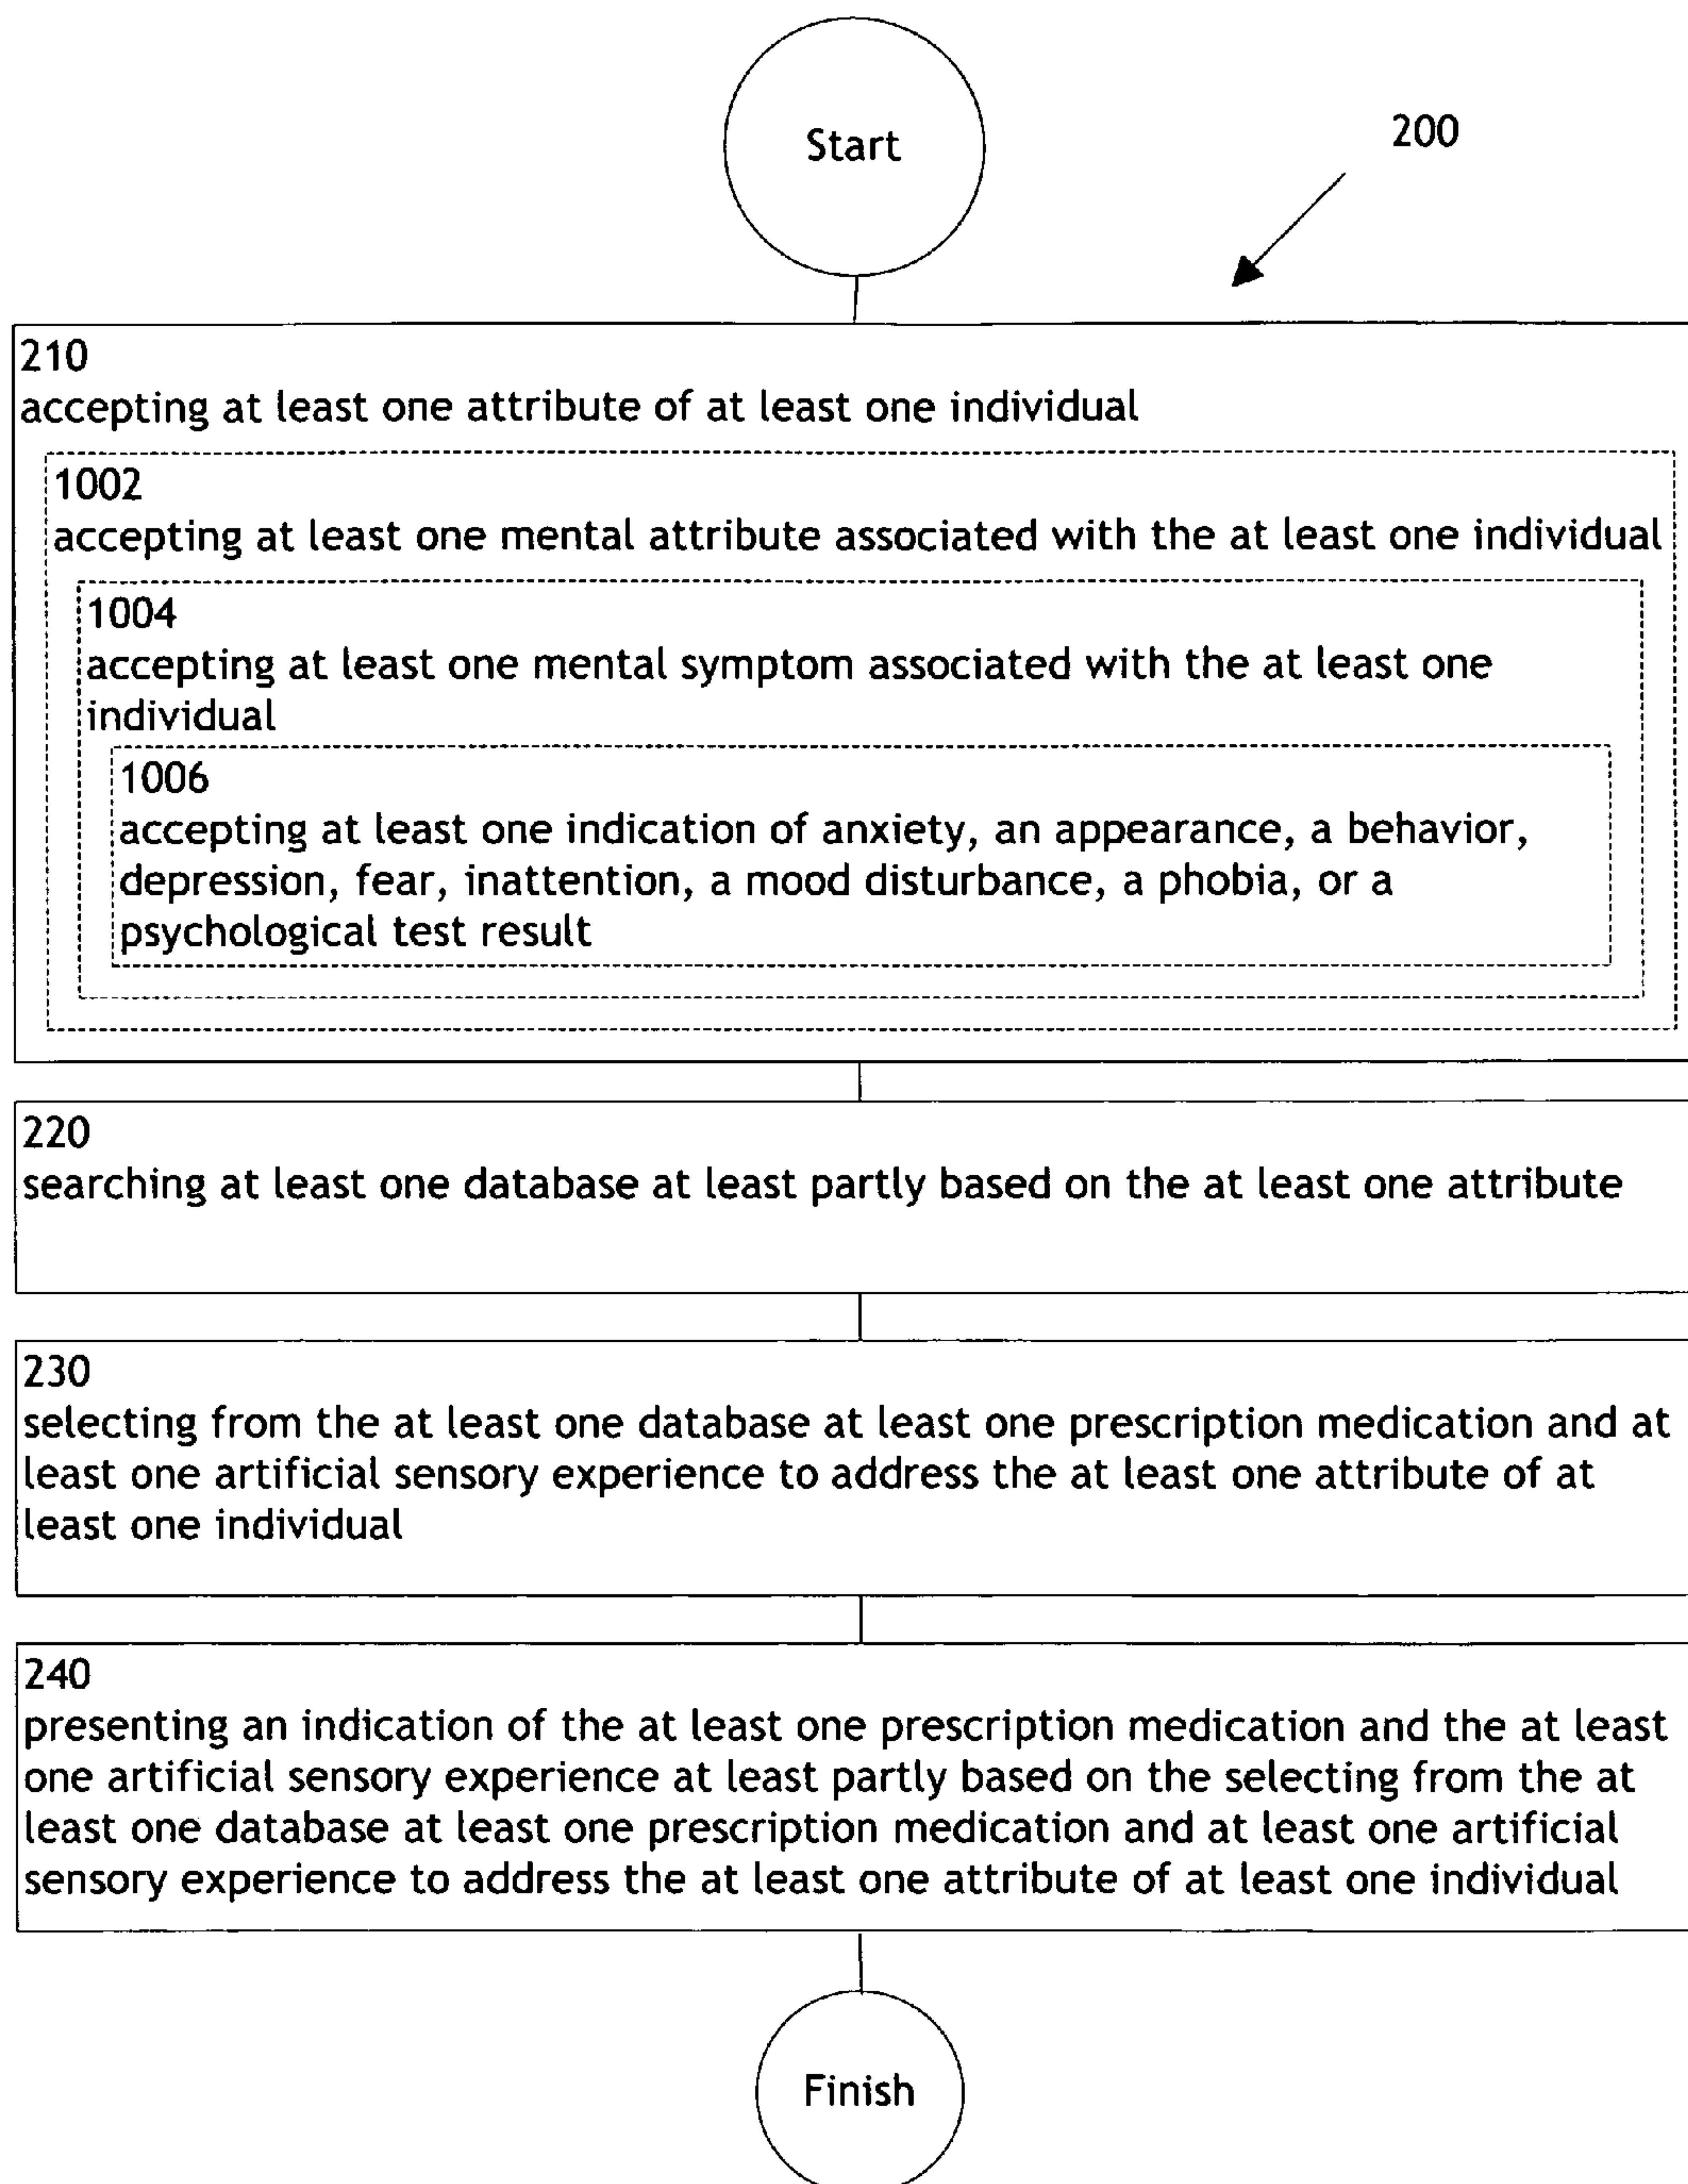 Start
200
210
accepting at least one attribute of at least one individual
1002
accepting at least one mental attribute associated with the at least one individual
1004
accepting at least one mental symptom associated with the at least one
individual
1006
accepting at least one indication of anxiety, an appearance, a behavior,
depression, fear, inattention, a mood disturbance, a phobia, or a
psychological test result
220
searching at least one database at least partly based on the at least one attribute
230
selecting from the at least one database at least one prescription medication and at
least one artificial sensory experience to address the at least one attribute of at
least one individual
240
presenting an indication of the at least one prescription medication and the at least
one artificial sensory experience at least partly based on the selecting from the at
least one database at least one prescription medication and at least one artificial
sensory experience to address the at least one attribute of at least one individual
Finish